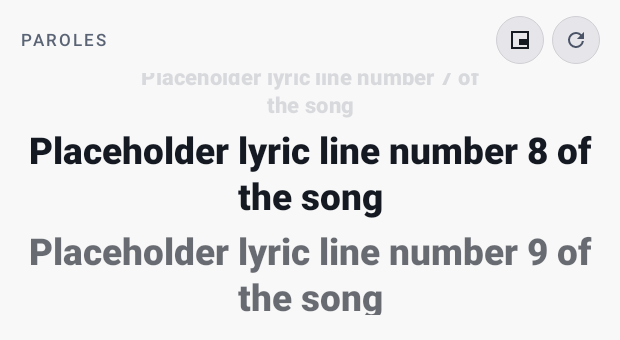 PAROLES
Placeholder lyric line number 7 of
the song
Placeholder lyric line number 8 of
the song
Placeholder lyric line number 9 of
the song